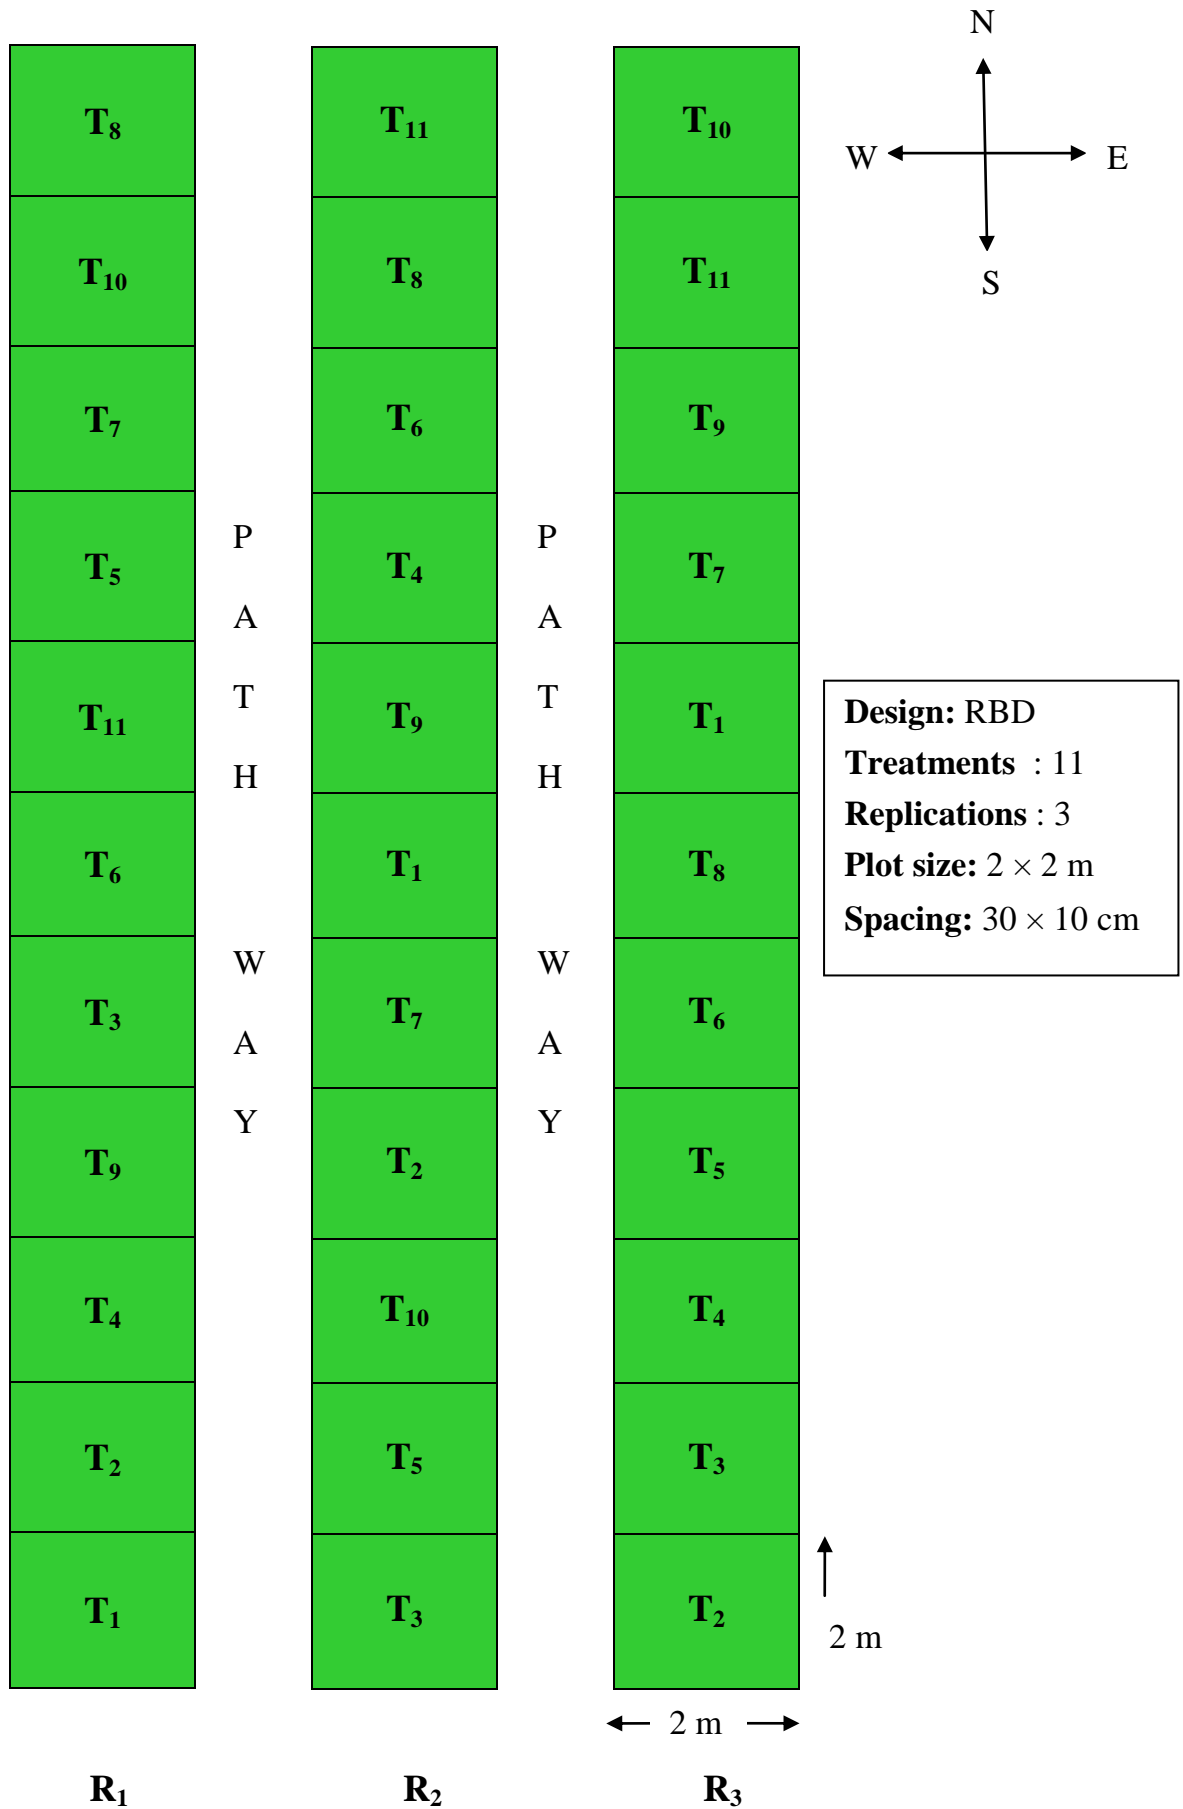 N
W E
S
T8 T11 T10
T10 T8 T11
T7 T6 T9
T5 T4 T7
T11 T9 T1
T6 T1 T8
T3 T7 T6
T9 T2 T5
T4 T10 T4
T2 T5 T3
T1 T3 T2
P
A
T
H
W
A
Y
P
A
T
H
W
A
Y
Design: RBD
Treatments : 11
Replications : 3
Plot size: 2 × 2 m
Spacing: 30 × 10 cm
2 m
2 m
R1 R2 R3